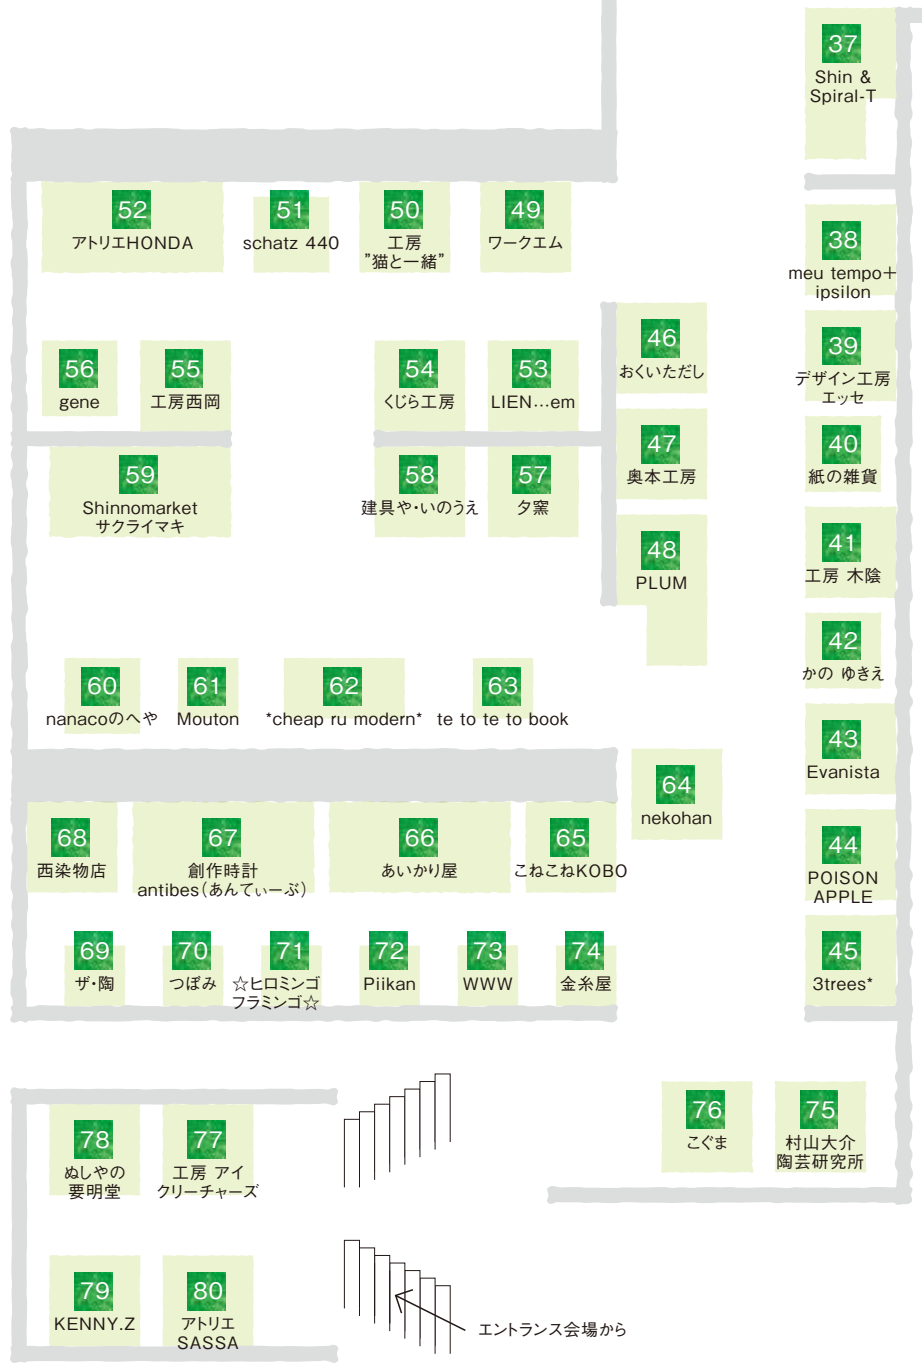 37
Shin &
Spiral-T
52
アトリエHONDA
51
schatz 440
50
工房
”猫と一緒”
49
ワークエム
38
meu tempo+
ipsilon
46
おくいただし
39
デザイン工房
エッセ
56
gene
55
工房西岡
54
くじら工房
53
LIEN…em
47
奥本工房
40
紙の雑貨
59
Shinnomarket
サクライマキ
58
建具や・いのうえ
57
夕窯
48
PLUM
41
工房 木陰
42
かの ゆきえ
60
nanacoのへや
61
Mouton
62
*cheap ru modern*
63
te to te to book
43
Evanista
64
nekohan
68
西染物店
67
創作時計
antibes（あんてぃーぶ）
66
あいかり屋
65
こねこねKOBO
44
POISON
APPLE
69
ザ・陶
70
つぼみ
71
☆ヒロミンゴ
フラミンゴ☆
72
Piikan
73
WWW
74
金糸屋
45
3trees*
78
ぬしやの
要明堂
77
工房 アイ
クリーチャーズ
76
こぐま
75
村山大介
陶芸研究所
79
KENNY.Z
80
アトリエ
SASSA
エントランス会場から